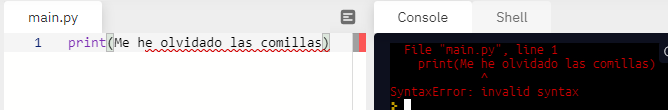 main.py
1 print(Me he olvidado las comillas)
Console Shell
File "main.py", line 1
print(Me he olvidado las comillas)
^
SyntaxError: invalid syntax
>